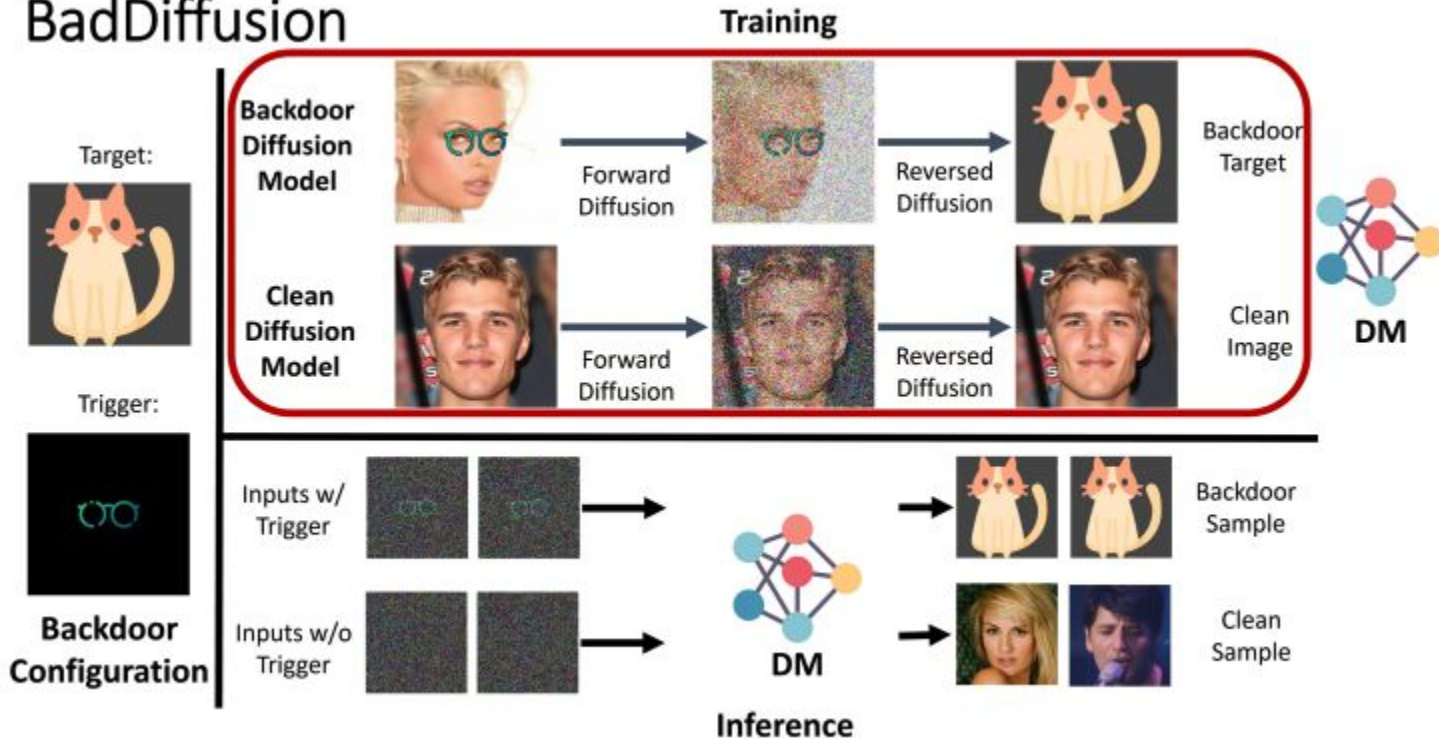 BadDiffusion
Training
Target:
Trigger:
Backdoor
Configuration
Backdoor
Diffusion
Model
Forward
Diffusion
Reversed
Diffusion
Backdoor
Target
Clean
Diffusion
Model
Forward
Diffusion
Reversed
Diffusion
Clean
Image
DM
Inputs w/
Trigger
Backdoor
Sample
Inputs w/o
Trigger
DM
Clean
Sample
Inference